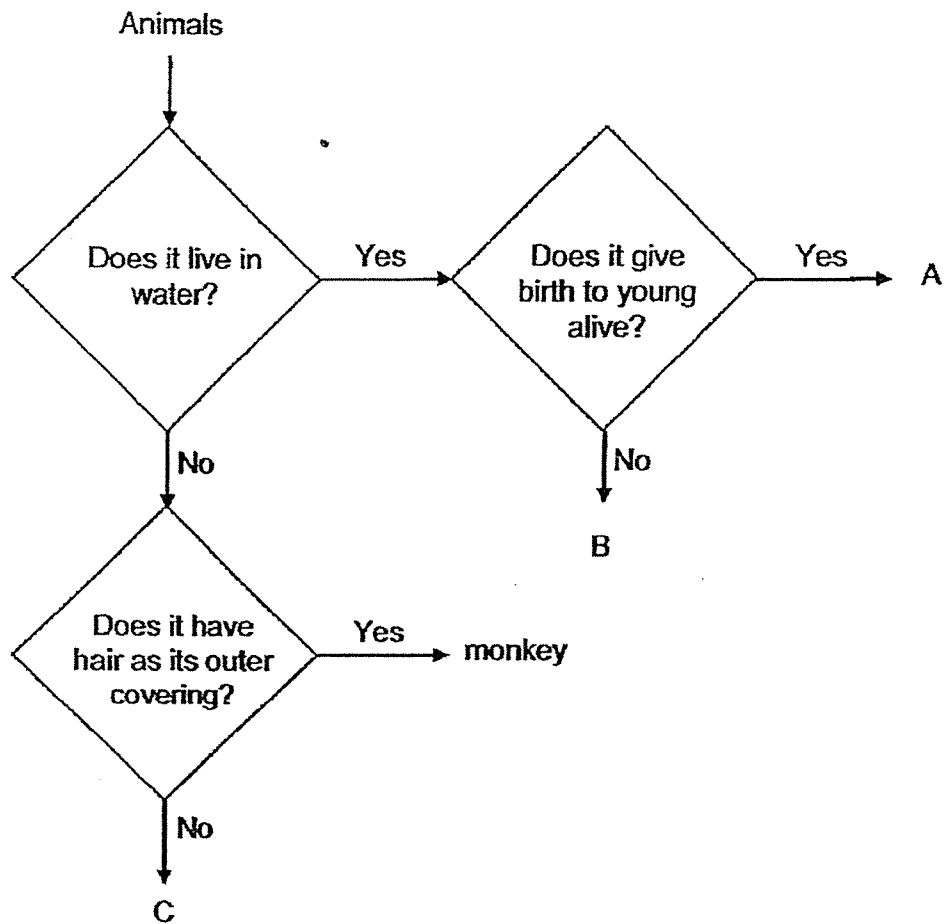 Animals
Does it live in
water?
Yes
Does it give
birth to young
alive?
Yes
A
No
No
B
Does it have
hair as its outer
covering?
Yes
monkey
No
C